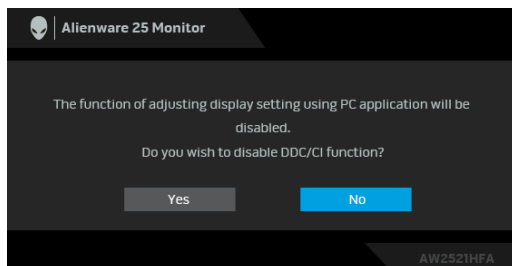 Alienware 25 Monitor
The function of adjusting display setting using PC application will be
disabled.
Do you wish to disable DDC/CI function?
Yes No
AW2521HFA